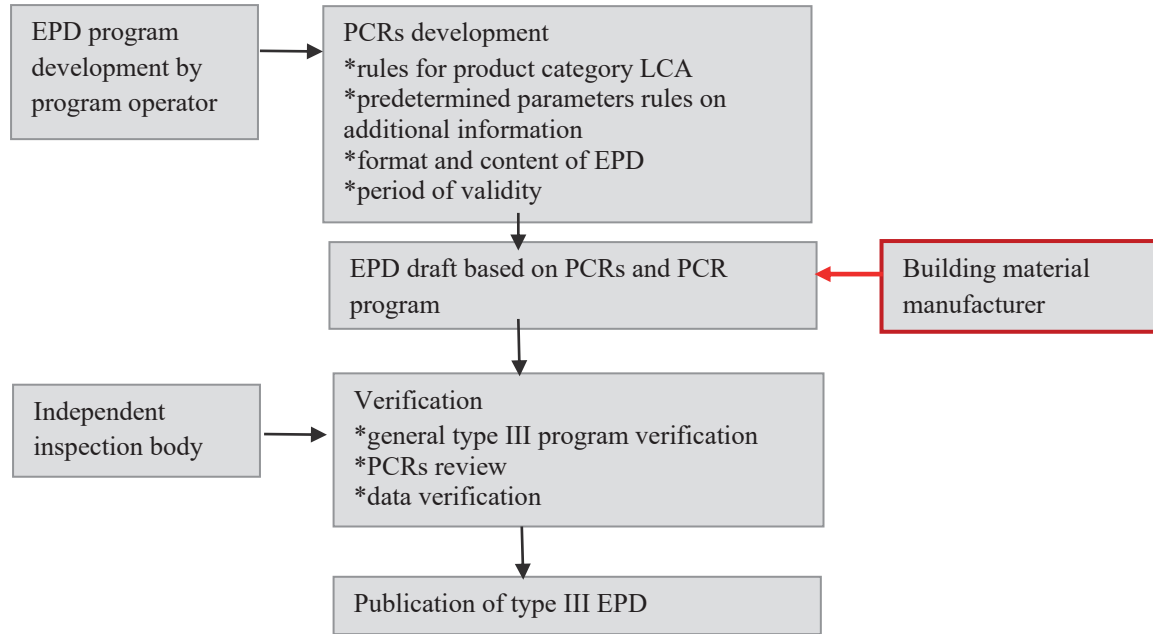 EPD program
development by
program operator
PCRs development
*rules for product category LCA
*predetermined parameters rules on
additional information
*format and content of EPD
*period of validity
EPD draft based on PCRs and PCR
program
Building material
manufacturer
Independent
inspection body
Verification
*general type III program verification
*PCRs review
*data verification
Publication of type III EPD